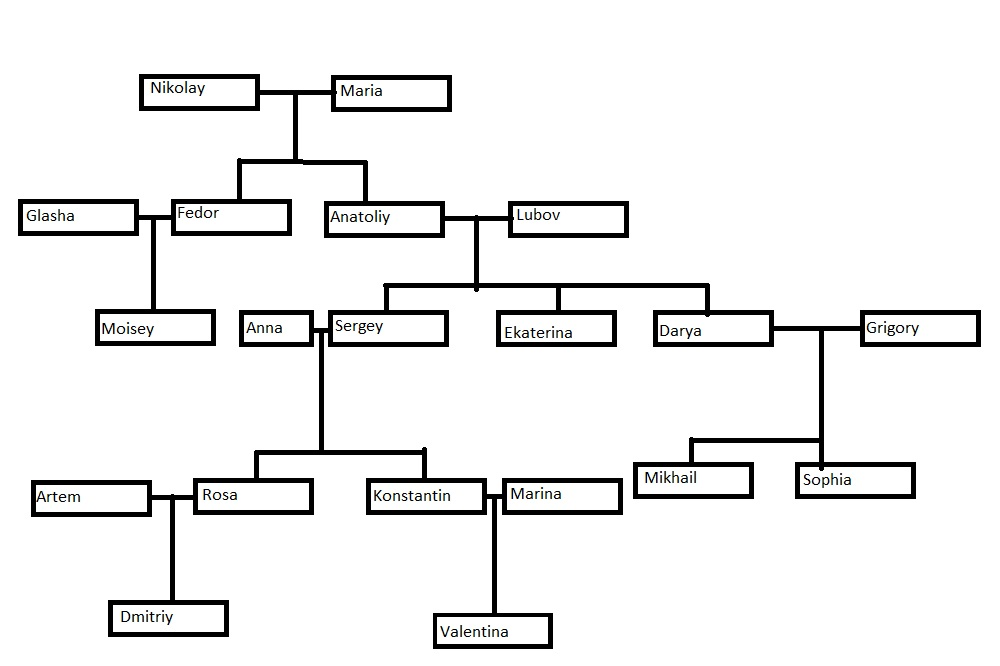 Nikolay
Maria
Glasha
Fedor
Anatoliy
Lubov
Moisey
Anna
Sergey
Ekaterina
Darya
Grigory
Artem
Rosa
Konstantin
Marina
Mikhail
Sophia
Dmitriy
Valentina